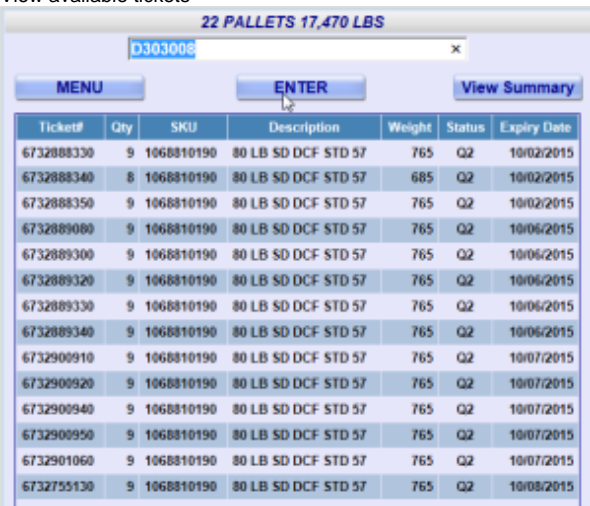 View available tickets
22 PALLETS 17,470 LBS
D303008 ×
MENU ENTER View Summary
Ticket# Qty SKU Description Weight Status Expiry Date
6732888330 9 1068810190 80 LB SD DCF STD 57 765 Q2 10/02/2015
6732888340 8 1068810190 80 LB SD DCF STD 57 685 Q2 10/02/2015
6732888350 9 1068810190 80 LB SD DCF STD 57 765 Q2 10/02/2015
6732889080 9 1068810190 80 LB SD DCF STD 57 765 Q2 10/06/2015
6732889300 9 1068810190 80 LB SD DCF STD 57 765 Q2 10/06/2015
6732889320 9 1068810190 80 LB SD DCF STD 57 765 Q2 10/06/2015
6732889330 9 1068810190 80 LB SD DCF STD 57 765 Q2 10/06/2015
6732889340 9 1068810190 80 LB SD DCF STD 57 765 Q2 10/06/2015
6732900910 9 1068810190 80 LB SD DCF STD 57 765 Q2 10/07/2015
6732900920 9 1068810190 80 LB SD DCF STD 57 765 Q2 10/07/2015
6732900940 9 1068810190 80 LB SD DCF STD 57 765 Q2 10/07/2015
6732900950 9 1068810190 80 LB SD DCF STD 57 765 Q2 10/07/2015
6732901060 9 1068810190 80 LB SD DCF STD 57 765 Q2 10/07/2015
6732755130 9 1068810190 80 LB SD DCF STD 57 765 Q2 10/08/2015